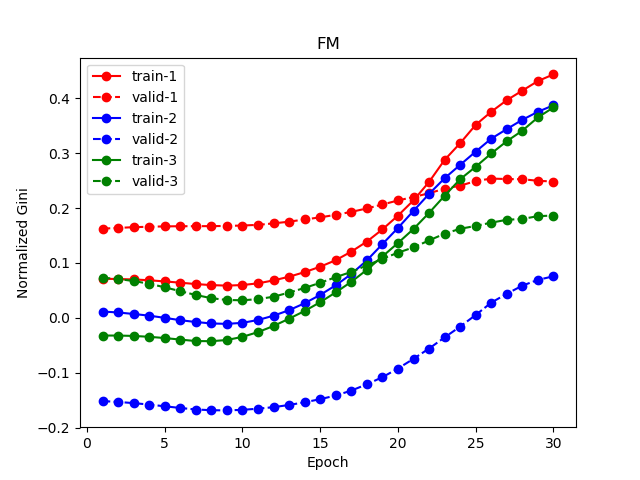 FM
train-1
valid-1
train-2
valid-2
train-3
valid-3
Normalized Gini
0.4
0.3
0.2
0.1
0.0
−0.1
−0.2
0 5 10 15 20 25 30
Epoch